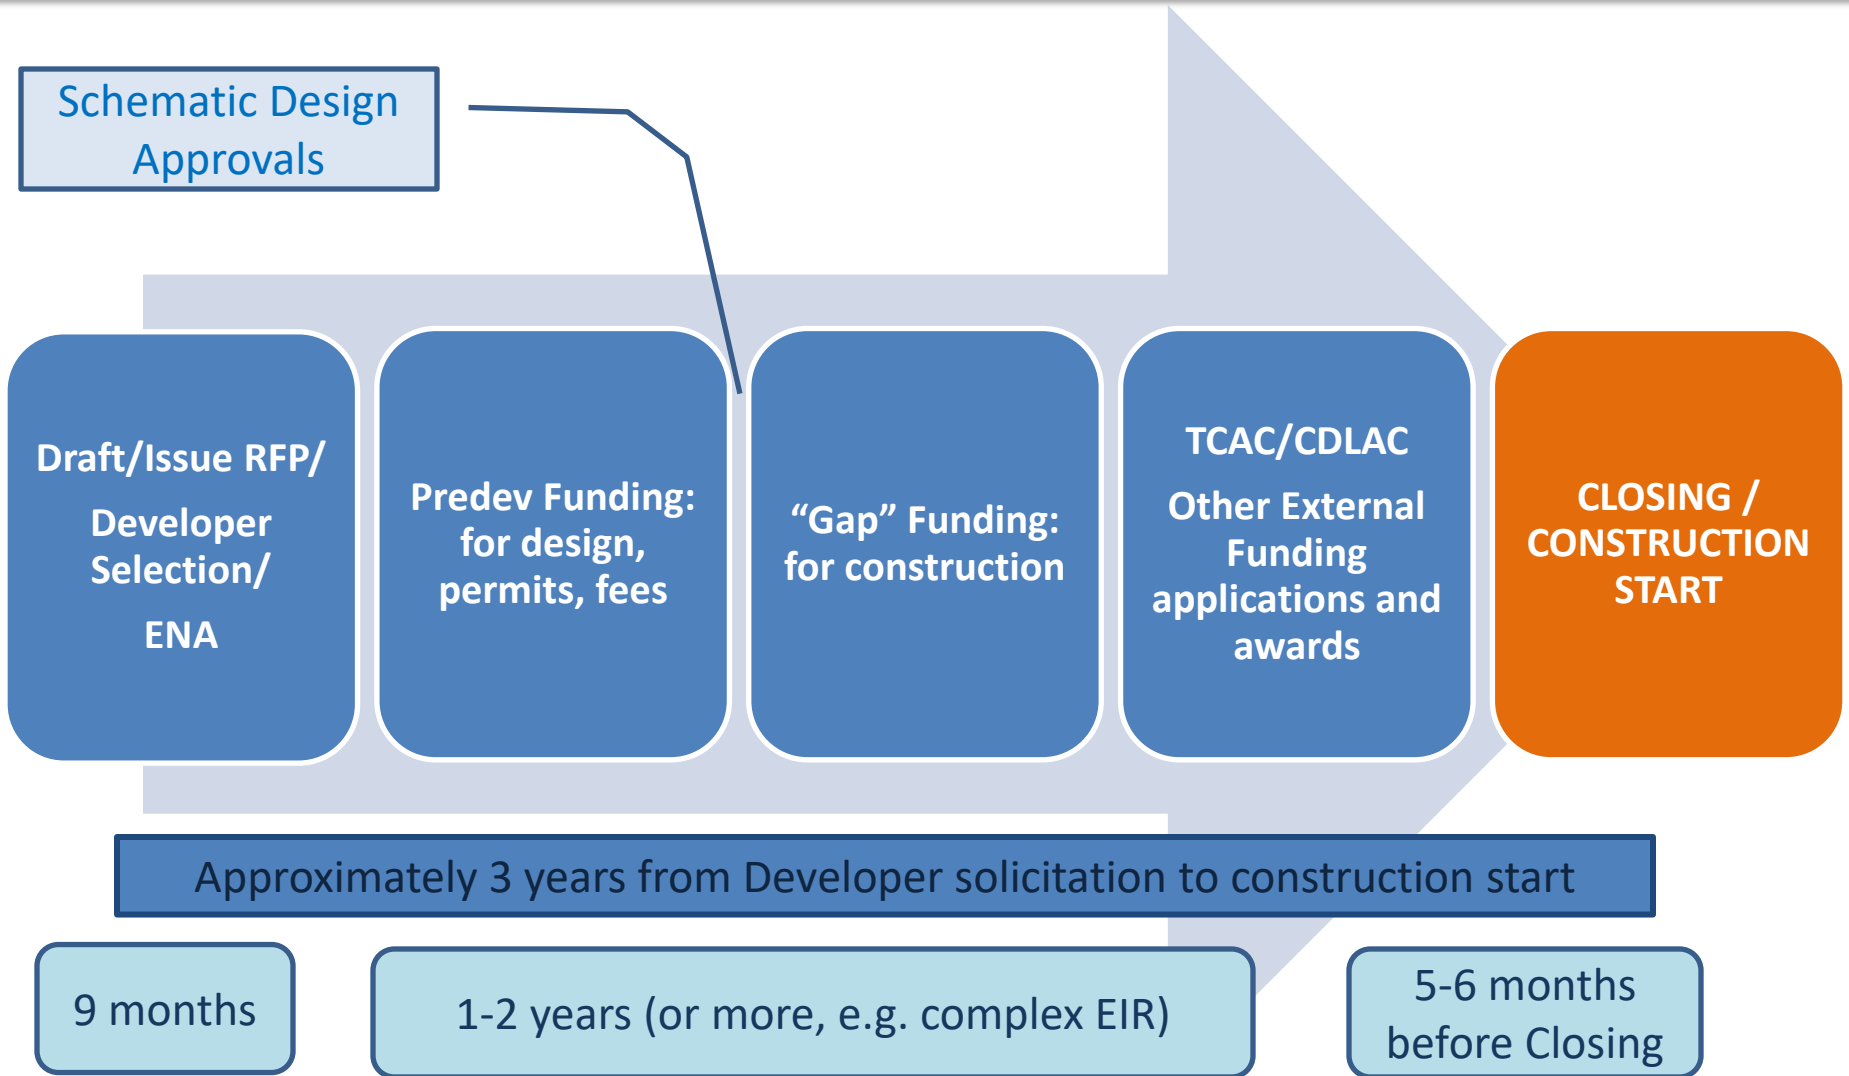 Schematic Design
Approvals
Draft/Issue RFP/
Developer
Selection/
ENA
Predev Funding:
for design,
permits, fees
“Gap” Funding:
for construction
TCAC/CDLAC
Other External
Funding
applications and
awards
CLOSING /
CONSTRUCTION
START
Approximately 3 years from Developer solicitation to construction start
9 months
1-2 years (or more, e.g. complex EIR)
5-6 months
before Closing